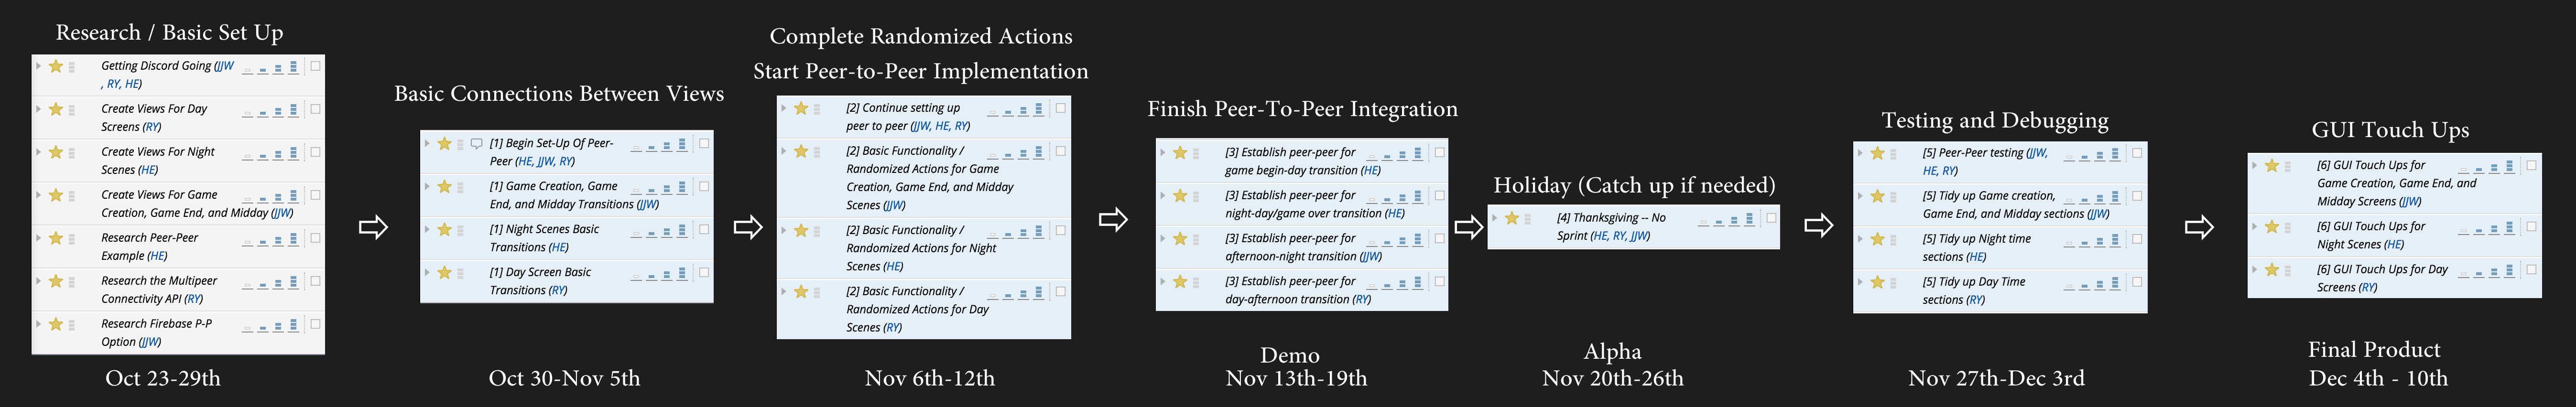 Research / Basic Set Up
Getting Discord Going (JJW
, RY, HE)
Create Views For Day
Screens (RY)
Create Views For Night
Scenes (HE)
Create Views For Game
Creation, Game End, and Midday (JJW)
Research Peer-Peer
Example (HE)
Research the Multipeer
Connectivity API (RY)
Research Firebase P-P
Option (JJW)
Oct 23-29th
Basic Connections Between Views
[1] Begin Set-Up Of Peer-
Peer (HE, JJW, RY)
[1] Game Creation, Game
End, and Midday Transitions (JJW)
[1] Night Scenes Basic
Transitions (HE)
[1] Day Screen Basic
Transitions (RY)
Oct 30-Nov 5th
Complete Randomized Actions
Start Peer-to-Peer Implementation
[2] Continue setting up
peer to peer (JJW, HE, RY)
[2] Basic Functionality /
Randomized Actions for Game
Creation, Game End, and Midday
Scenes (JJW)
[2] Basic Functionality /
Randomized Actions for Night
Scenes (HE)
[2] Basic Functionality /
Randomized Actions for Day
Scenes (RY)
Nov 6th-12th
Finish Peer-To-Peer Integration
[3] Establish peer-peer for
game begin-day transition (HE)
[3] Establish peer-peer for
night-day/game over transition (HE)
[3] Establish peer-peer for
afternoon-night transition (JJW)
[3] Establish peer-peer for
day-afternoon transition (RY)
Demo
Nov 13th-19th
Holiday (Catch up if needed)
[4] Thanksgiving -- No
Sprint (HE, RY, JJW)
Alpha
Nov 20th-26th
Testing and Debugging
[5] Peer-Peer testing (JJW,
HE, RY)
[5] Tidy up Game creation,
Game End, and Midday sections (JJW)
[5] Tidy up Night time
sections (HE)
[5] Tidy up Day Time
sections (RY)
Nov 27th-Dec 3rd
GUI Touch Ups
[6] GUI Touch Ups for
Game Creation, Game End, and
Midday Screens (JJW)
[6] GUI Touch Ups for
Night Scenes (HE)
[6] GUI Touch Ups for Day
Screens (RY)
Final Product
Dec 4th - 10th